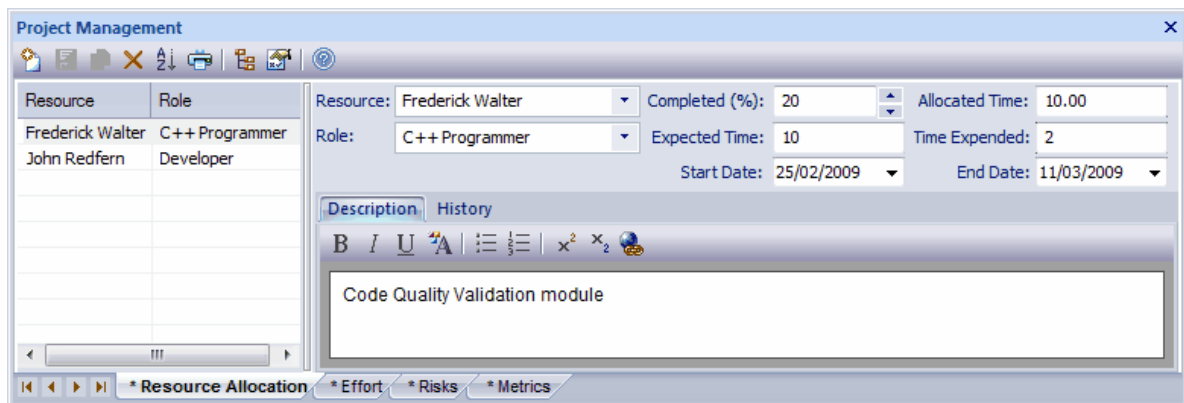 Project Management
Resource Role
Frederick Walter C++ Programmer
John Redfern Developer
Resource: Frederick Walter Completed (%): 20 Allocated Time: 10.00
Role: C++ Programmer Expected Time: 10 Time Expended: 2
Start Date: 25/02/2009 End Date: 11/03/2009
Description History
B I U A x² x₂
Code Quality Validation module
* Resource Allocation * Effort * Risks * Metrics